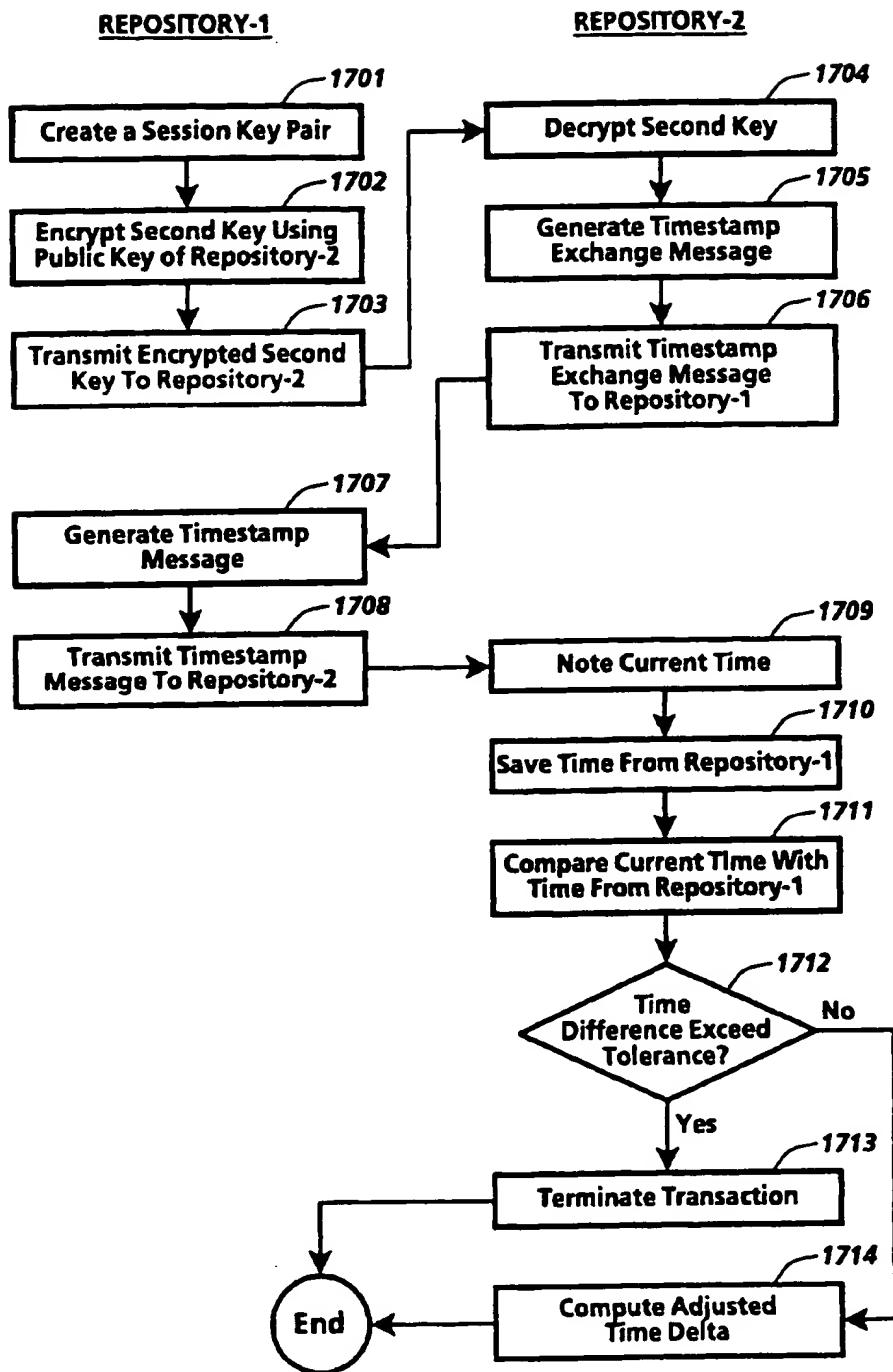 REPOSITORY-1
REPOSITORY-2
1701
Create a Session Key Pair
1702
Encrypt Second Key Using
Public Key of Repository-2
1703
Transmit Encrypted Second
Key To Repository-2
1704
Decrypt Second Key
1705
Generate Timestamp
Exchange Message
1706
Transmit Timestamp
Exchange Message
To Repository-1
1707
Generate Timestamp
Message
1708
Transmit Timestamp
Message To Repository-2
1709
Note Current Time
1710
Save Time From Repository-1
1711
Compare Current Time With
Time From Repository-1
1712
Time
Difference Exceed
Tolerance?
No
Yes
1713
Terminate Transaction
1714
Compute Adjusted
Time Delta
End